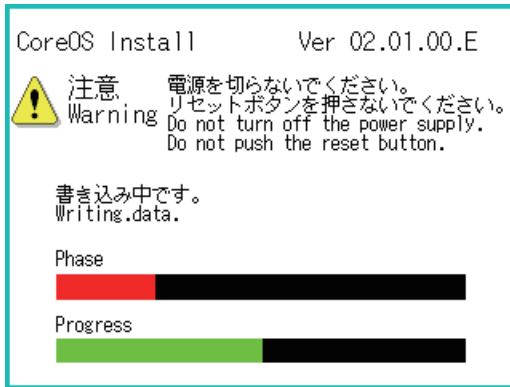 CoreOS Install Ver 02.01.00.E
注意 電源を切らないでください。
リセットボタンを押さないでください。
Warning Do not turn off the power supply.
Do not push the reset button.
書き込み中です。
Writing.data.
Phase
Progress